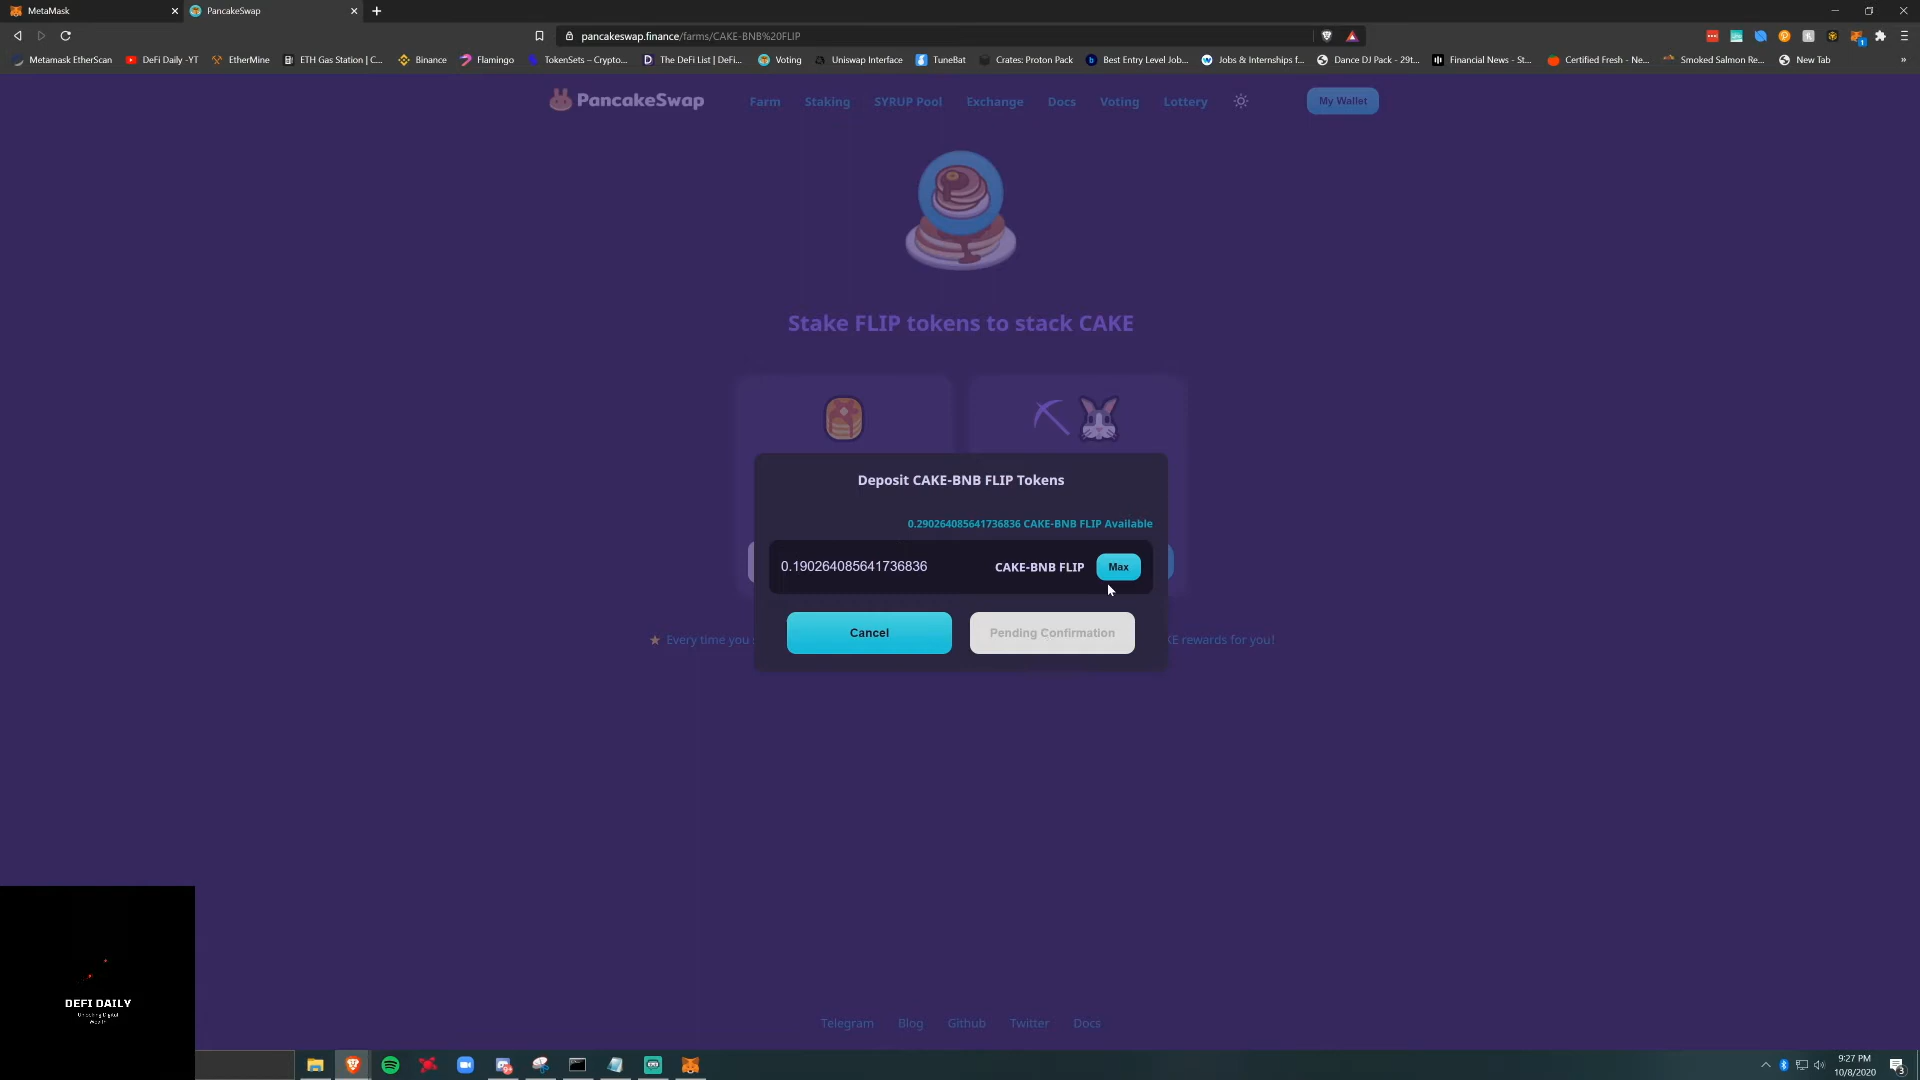 MetaMask
PancakeSwap
pancakeswap.finance/farms/CAKE-BNB%20FLIP
Metamask EtherScan
DeFi Daily -YT
EtherMine
ETH Gas Station | C...
Binance
Flamingo
TokenSets – Crypto...
The DeFi List | DeFi...
Voting
Uniswap Interface
TuneBat
Crates: Proton Pack
Best Entry Level Job...
Jobs & Internships f...
Dance DJ Pack - 29t...
Financial News - St...
Certified Fresh - Ne...
Smoked Salmon Re...
New Tab
PancakeSwap
Farm
Staking
SYRUP Pool
Exchange
Docs
Voting
Lottery
My Wallet
Stake FLIP tokens to stack CAKE
Deposit CAKE-BNB FLIP Tokens
0.290264085641736836 CAKE-BNB FLIP Available
0.190264085641736836
CAKE-BNB FLIP
Max
Cancel
Pending Confirmation
Every time you
KE rewards for you!
DEFI DAILY
Unlocking Digital
Wealth
Telegram
Blog
Github
Twitter
Docs
9:27 PM
10/8/2020
3